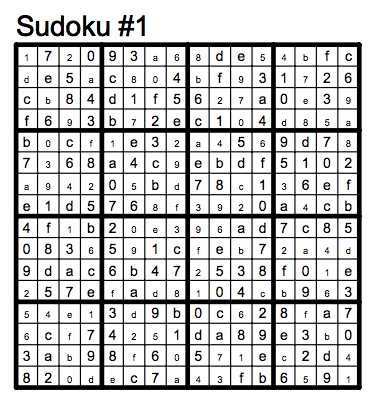 Sudoku #1
1 7 2 0 9 3 a 6 8 d e 5 4 b f c
d e 5 a c 8 0 4 b f 9 3 1 7 2 6
c b 8 4 d 1 f 5 6 2 7 a 0 e 3 9
f 6 9 3 b 7 2 e c 1 0 4 d 8 5 a
b 0 c f 1 e 3 2 a 4 5 6 9 d 7 8
7 3 6 8 a 4 c 9 e b d f 5 1 0 2
a 9 4 2 0 5 b d 7 8 c 1 3 6 e f
e 1 d 5 7 6 8 f 3 9 2 0 a 4 c b
4 f 1 b 2 0 e 3 9 6 a d 7 c 8 5
0 8 3 6 5 9 1 c f e b 7 2 a 4 d
9 d a c 6 b 4 7 2 5 3 8 f 0 1 e
2 5 7 e f a d 8 1 0 4 c b 9 6 3
5 4 e 1 3 d 9 b 0 c 6 2 8 f a 7
6 c f 7 4 2 5 1 d a 8 9 e 3 b 0
3 a b 9 8 f 6 0 5 7 1 e c 2 d 4
8 2 0 d e c 7 a 4 3 f b 6 5 9 1